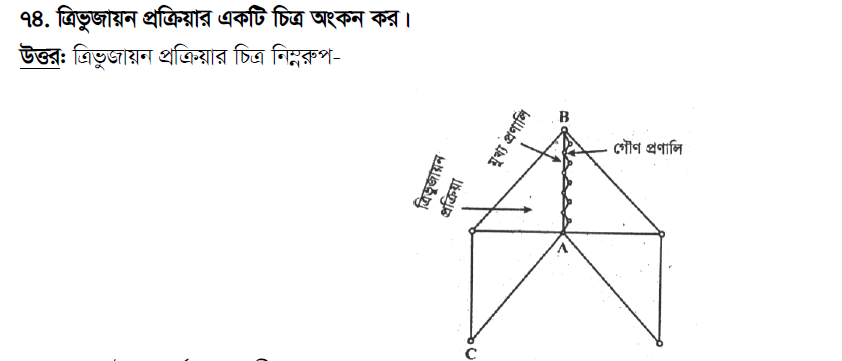 ৭৪. ত্রিভুজায়ন প্রক্রিয়ার একটি চিত্র অংকন কর।
উত্তর: ত্রিভুজায়ন প্রক্রিয়ার চিত্র নিম্নরুপ-
B
মুখ্য প্রণালি
গৌণ প্রণালি
ত্রিভুজায়ন
প্রক্রিয়া
A
C